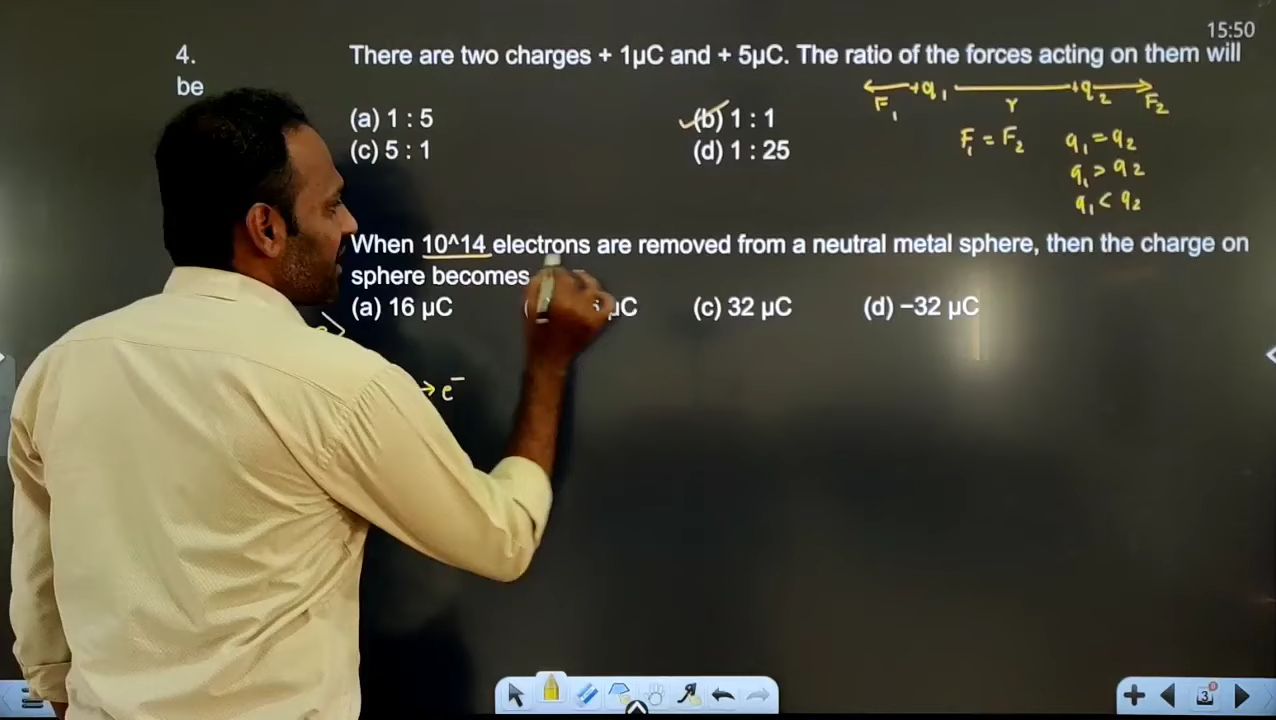 15:50
4. There are two charges + 1μC and + 5μC. The ratio of the forces acting on them will
be
F₁ +q₁ r +q₂ F₂
(a) 1 : 5 (b) 1 : 1
F₁ = F₂ q₁ = q₂
(c) 5 : 1 (d) 1 : 25
q₁ > q₂
q₁ < q₂
When 10^14 electrons are removed from a neutral metal sphere, then the charge on
sphere becomes
(a) 16 μC μC (c) 32 μC (d) −32 μC
→ e⁻
3